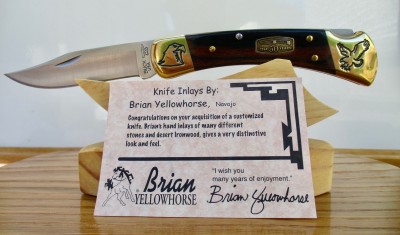 Knife Inlays By:
Brian Yellowhorse, Navajo
Congratulations on your acquisition of a customized
knife. Brian's hand inlays of many different
stones and desert Ironwood, gives a very distinctive
look and feel.
Brian
YELLOWHORSE
"I wish you
many years of enjoyment."
Brian Yellowhorse